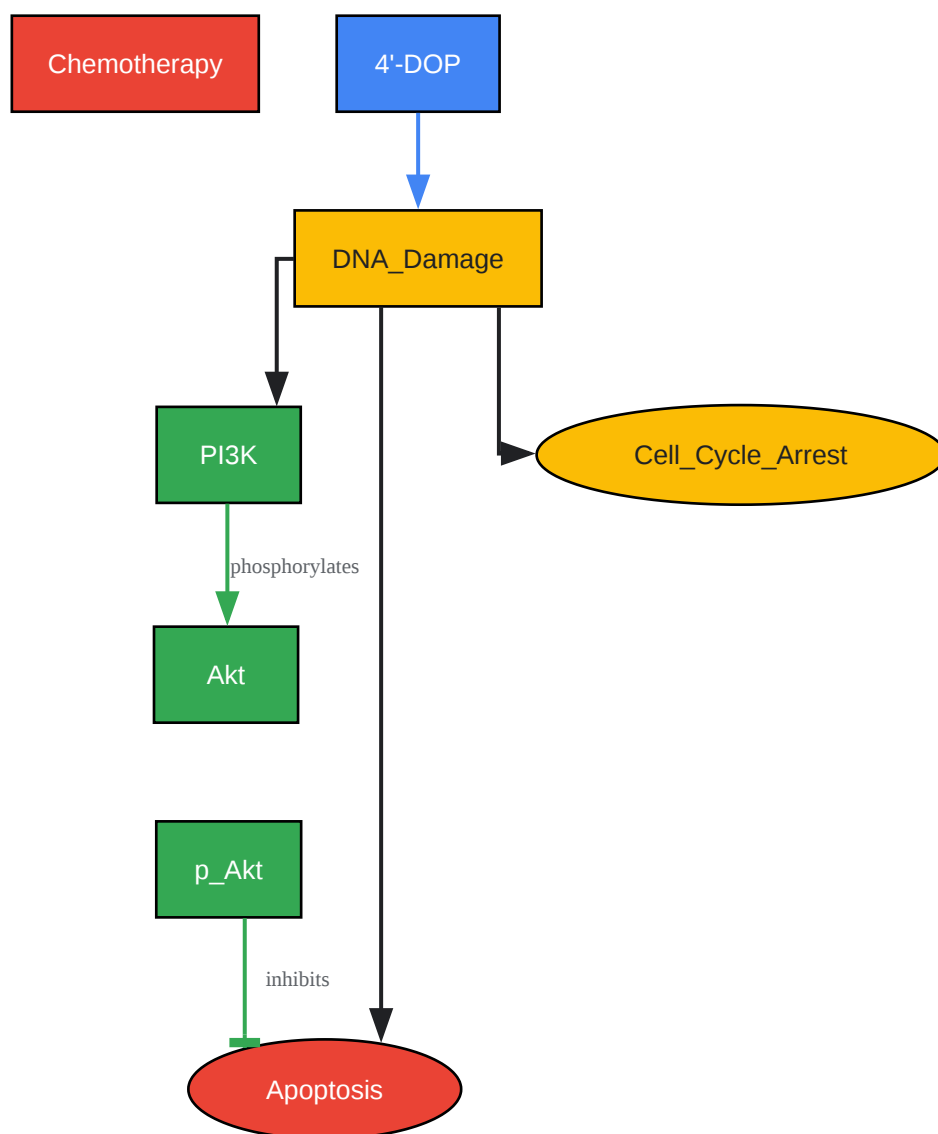 Chemotherapy
4'-DOP
DNA_Damage
PI3K
Cell_Cycle_Arrest
phosphorylates
Akt
p_Akt
inhibits
Apoptosis